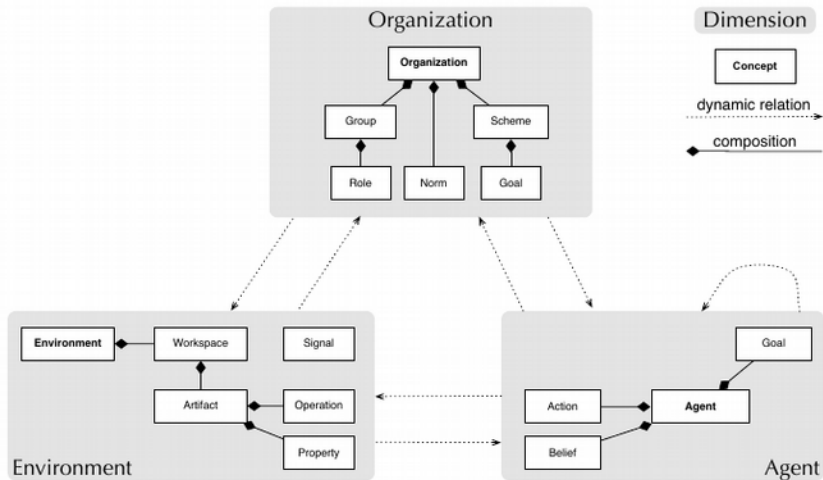 Organization
Organization
Group
Scheme
Role
Norm
Goal
Dimension
Concept
dynamic relation
composition
Environment
Workspace
Signal
Artifact
Operation
Property
Environment
Goal
Action
Agent
Belief
Agent